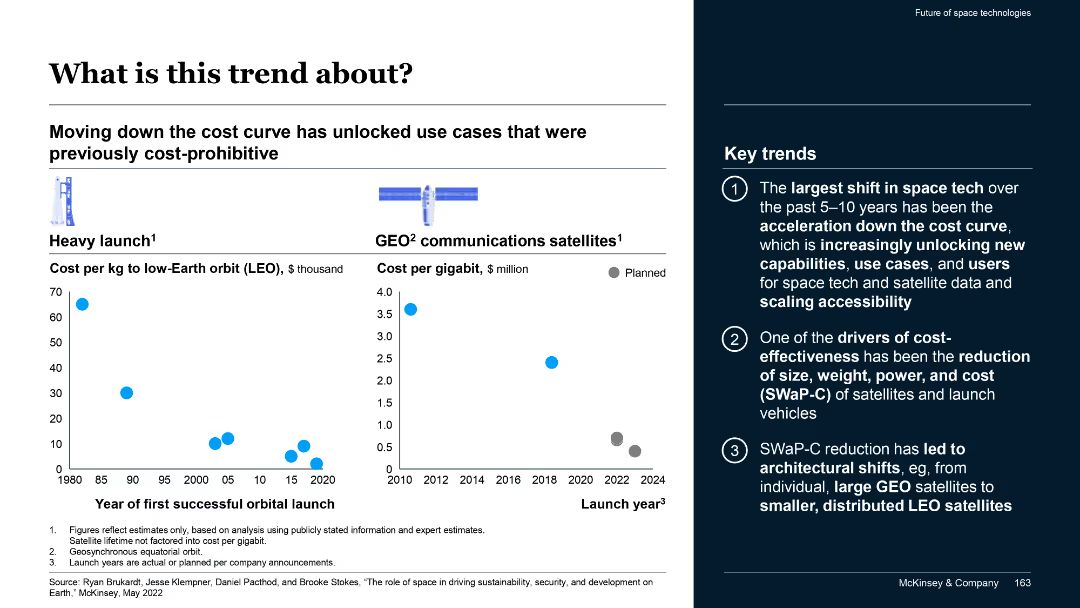 Future of space technologies
What is this trend about?
Moving down the cost curve has unlocked use cases that were
previously cost-prohibitive
Heavy launch1
Cost per kg to low-Earth orbit (LEO), $ thousand
70
60
50
40
30
20
10
0
1980 85 90 95 2000 05 10 15 2020
Year of first successful orbital launch
GEO2 communications satellites1
Cost per gigabit, $ million
Planned
4.0
3.5
3.0
2.5
2.0
1.5
1.0
0.5
0
2010 2012 2014 2016 2018 2020 2022 2024
Launch year3
1. Figures reflect estimates only, based on analysis using publicly stated information and expert estimates.
Satellite lifetime not factored into cost per gigabit.
2. Geosynchronous equatorial orbit.
3. Launch years are actual or planned per company announcements.
Source: Ryan Brukardt, Jesse Klempner, Daniel Pacthod, and Brooke Stokes, “The role of space in driving sustainability, security, and development on
Earth,” McKinsey, May 2022
Key trends
1 The largest shift in space tech over
the past 5–10 years has been the
acceleration down the cost curve,
which is increasingly unlocking new
capabilities, use cases, and users
for space tech and satellite data and
scaling accessibility
2 One of the drivers of cost-
effectiveness has been the reduction
of size, weight, power, and cost
(SWaP-C) of satellites and launch
vehicles
3 SWaP-C reduction has led to
architectural shifts, eg, from
individual, large GEO satellites to
smaller, distributed LEO satellites
McKinsey & Company 163